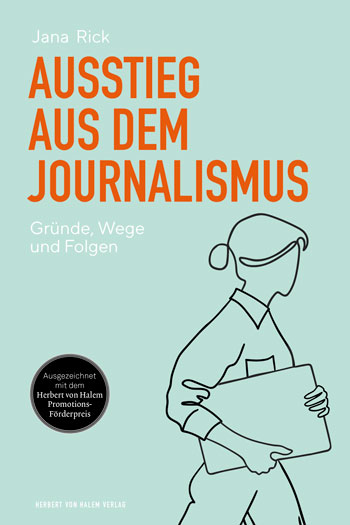 Jana Rick
AUSSTIEG
AUS DEM
JOURNALISMUS
Gründe, Wege
und Folgen
Ausgezeichnet
mit dem
Herbert von Halem
Promotions-
Förderpreis
HERBERT VON HALEM VERLAG